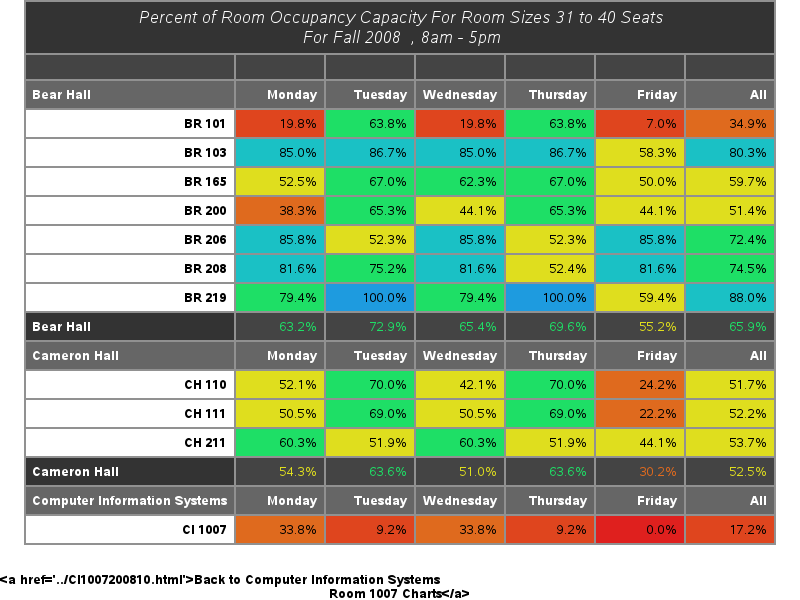 Percent of Room Occupancy Capacity For Room Sizes 31 to 40 Seats
For Fall 2008 , 8am - 5pm
Bear Hall Monday Tuesday Wednesday Thursday Friday All
BR 101 19.8% 63.8% 19.8% 63.8% 7.0% 34.9%
BR 103 85.0% 86.7% 85.0% 86.7% 58.3% 80.3%
BR 165 52.5% 67.0% 62.3% 67.0% 50.0% 59.7%
BR 200 38.3% 65.3% 44.1% 65.3% 44.1% 51.4%
BR 206 85.8% 52.3% 85.8% 52.3% 85.8% 72.4%
BR 208 81.6% 75.2% 81.6% 52.4% 81.6% 74.5%
BR 219 79.4% 100.0% 79.4% 100.0% 59.4% 88.0%
Bear Hall 63.2% 72.9% 65.4% 69.6% 55.2% 65.9%
Cameron Hall Monday Tuesday Wednesday Thursday Friday All
CH 110 52.1% 70.0% 42.1% 70.0% 24.2% 51.7%
CH 111 50.5% 69.0% 50.5% 69.0% 22.2% 52.2%
CH 211 60.3% 51.9% 60.3% 51.9% 44.1% 53.7%
Cameron Hall 54.3% 63.6% 51.0% 63.6% 30.2% 52.5%
Computer Information Systems Monday Tuesday Wednesday Thursday Friday All
CI 1007 33.8% 9.2% 33.8% 9.2% 0.0% 17.2%
<a href='../CI1007200810.html'>Back to Computer Information Systems
Room 1007 Charts</a>